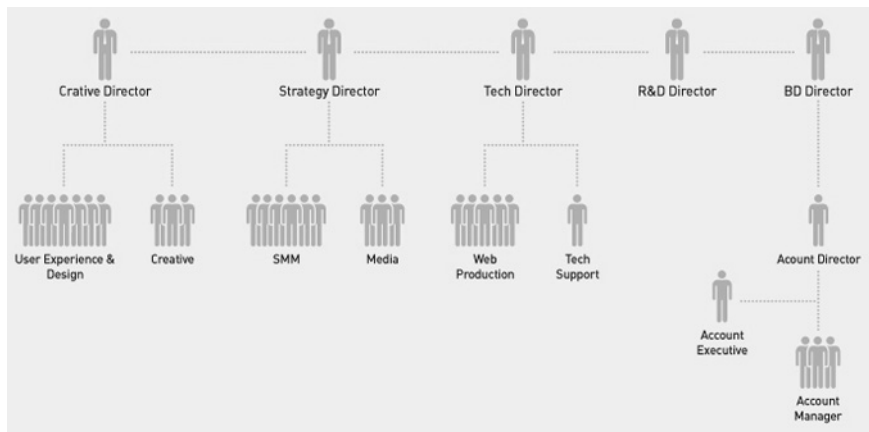 Crative Director
Strategy Director
Tech Director
R&D Director
BD Director
User Experience &
Design
Creative
SMM
Media
Web
Production
Tech
Support
Acount Director
Account
Executive
Account
Manager